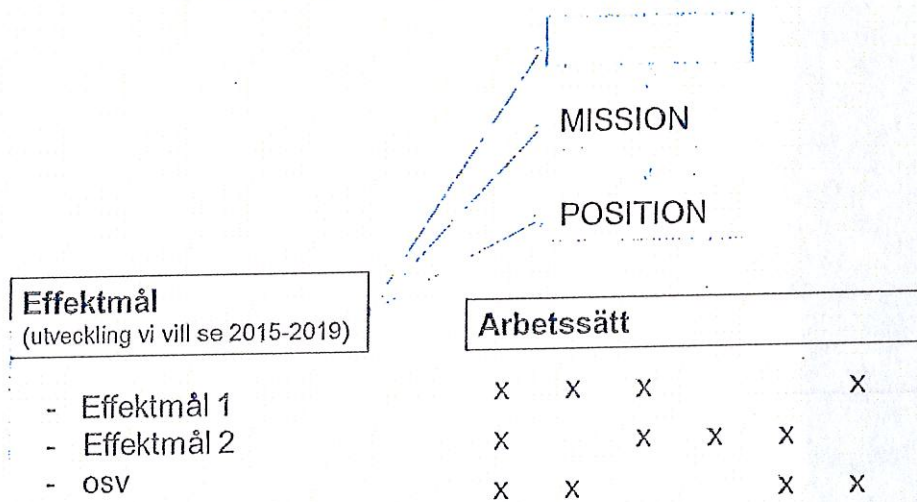 MISSION
POSITION
Effektmål
(utveckling vi vill se 2015-2019)
Arbetssätt
- Effektmål 1
X X X X
- Effektmål 2
X X X X
- osv
X X X X